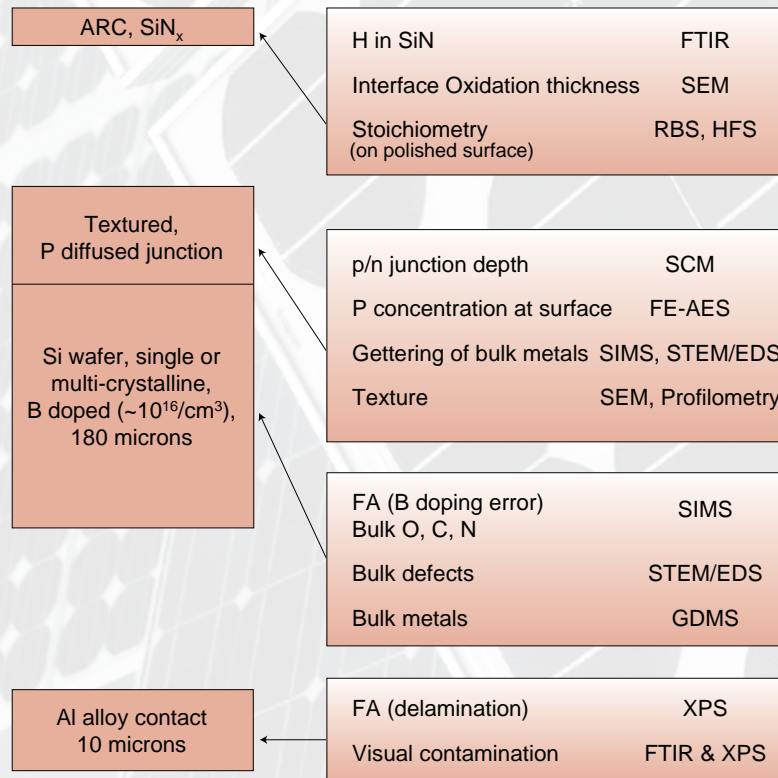 ARC, SiNₓ
H in SiN FTIR
Interface Oxidation thickness SEM
Stoichiometry RBS, HFS
(on polished surface)
Textured,
P diffused junction
p/n junction depth SCM
P concentration at surface FE-AES
Gettering of bulk metals SIMS, STEM/EDS
Texture SEM, Profilometry
Si wafer, single or
multi-crystalline,
B doped (~10¹⁶/cm³),
180 microns
FA (B doping error) SIMS
Bulk O, C, N
Bulk defects STEM/EDS
Bulk metals GDMS
Al alloy contact
10 microns
FA (delamination) XPS
Visual contamination FTIR & XPS